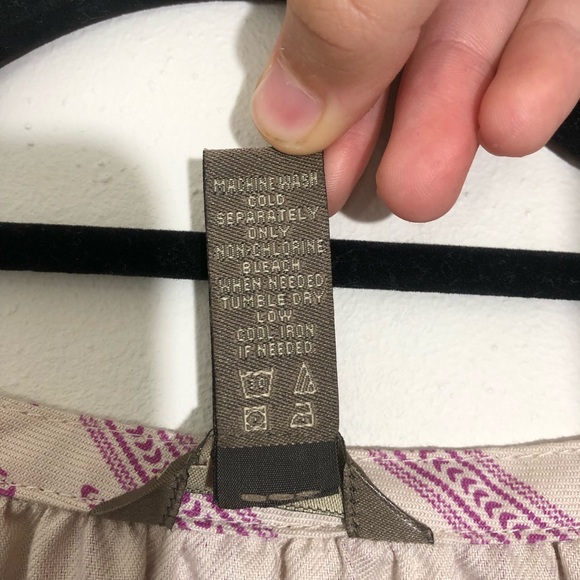 MACHINE WASH
COLD
SEPARATELY
ONLY
NON-CHLORINE
BLEACH
WHEN NEEDED
TUMBLE DRY
LOW
COOL IRON
IF NEEDED
30